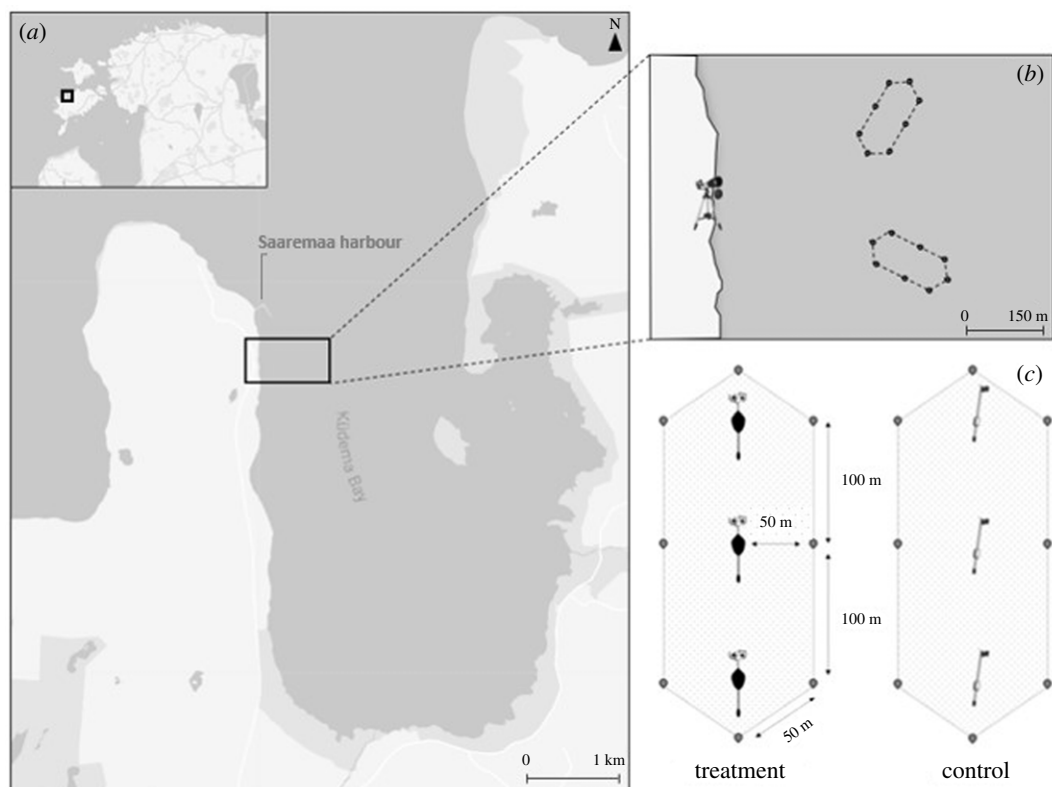 (a)
N
Saaremaa harbour
Küdema Bay
0 1 km
(b)
0 150 m
(c)
100 m
50 m
100 m
50 m
treatment
control